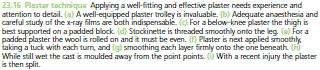 23.16 Plaster technique Applying a well-fitting and effective plaster needs experience and
attention to detail. (a) A well-equipped plaster trolley is invaluable. (b) Adequate anaesthesia and
careful study of the x-ray films are both indispensable. (c) For a below-knee plaster the thigh is
best supported on a padded block. (d) Stockinette is threaded smoothly onto the leg. (e) For a
padded plaster the wool is rolled on and it must be even. (f) Plaster is next applied smoothly,
taking a tuck with each turn, and (g) smoothing each layer firmly onto the one beneath. (h)
While still wet the cast is moulded away from the point points. (i) With a recent injury the plaster
is then split.